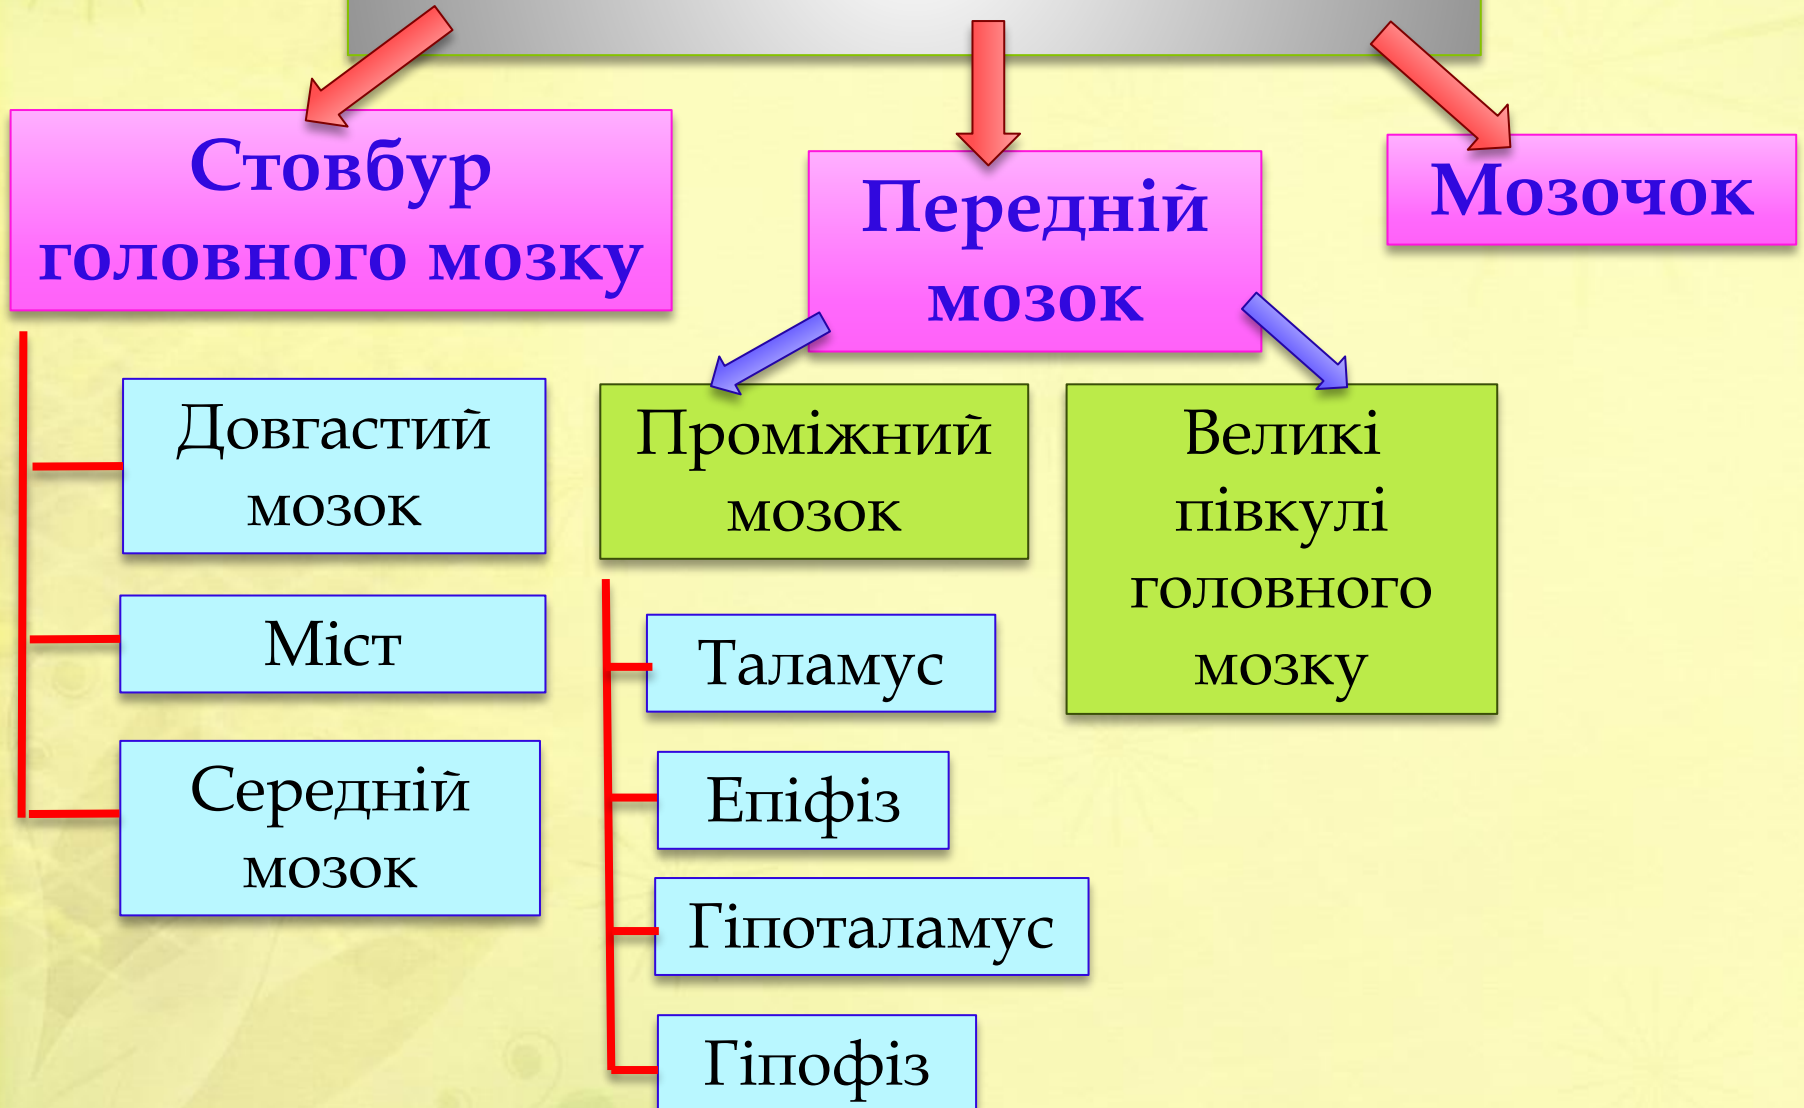 Стовбур
головного мозку
Передній
мозок
Мозочок
Довгастий
мозок
Міст
Середній
мозок
Проміжний
мозок
Таламус
Епіфіз
Гіпоталамус
Гіпофіз
Великі
півкулі
головного
мозку